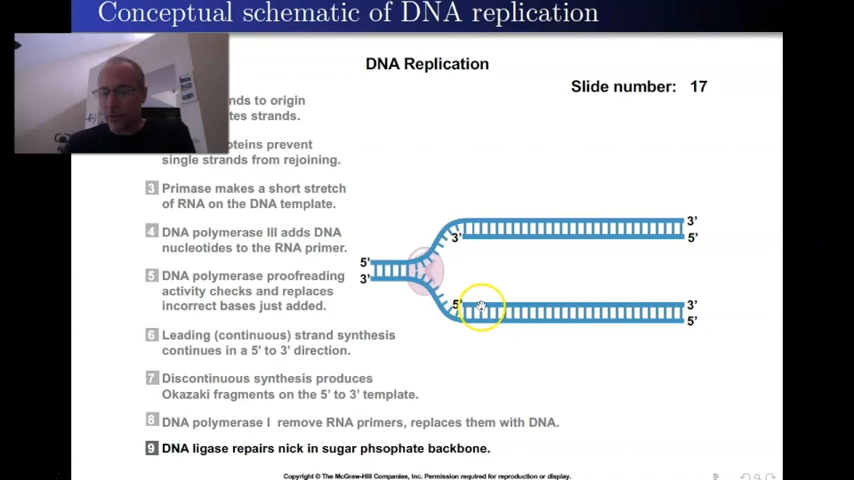 Conceptual schematic of DNA replication
DNA Replication
Slide number: 17
nds to origin
tes strands.
oteins prevent
single strands from rejoining.
3 Primase makes a short stretch
of RNA on the DNA template.
4 DNA polymerase III adds DNA
nucleotides to the RNA primer.
5 DNA polymerase proofreading
activity checks and replaces
incorrect bases just added.
6 Leading (continuous) strand synthesis
continues in a 5' to 3' direction.
7 Discontinuous synthesis produces
Okazaki fragments on the 5' to 3' template.
8 DNA polymerase I remove RNA primers, replaces them with DNA.
9 DNA ligase repairs nick in sugar phsophate backbone.
3'
3' 5'
5'
3'
5' 3'
5'
Copyright © The McGraw-Hill Companies, Inc. Permission required for reproduction or display.